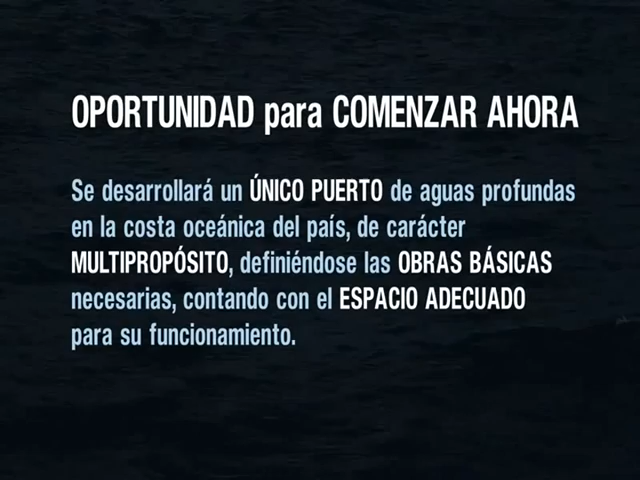 OPORTUNIDAD para COMENZAR AHORA
Se desarrollará un ÚNICO PUERTO de aguas profundas
en la costa oceánica del país, de carácter
MULTIPROPÓSITO, definiéndose las OBRAS BÁSICAS
necesarias, contando con el ESPACIO ADECUADO
para su funcionamiento.